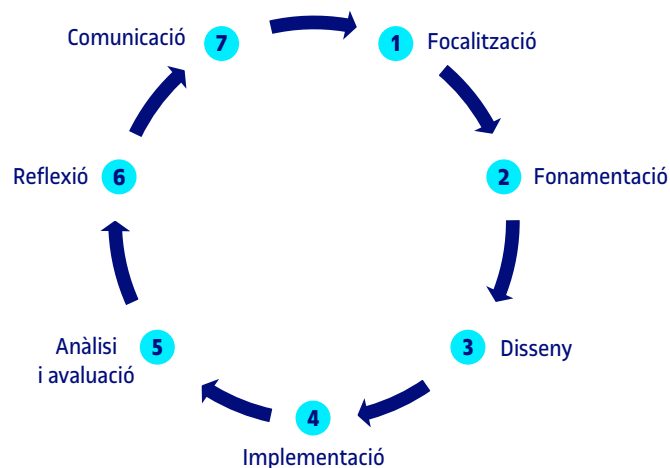 1
Focalització
2
Fonamentació
3
Disseny
4
Implementació
5
Anàlisi
i avaluació
6
Reflexió
7
Comunicació